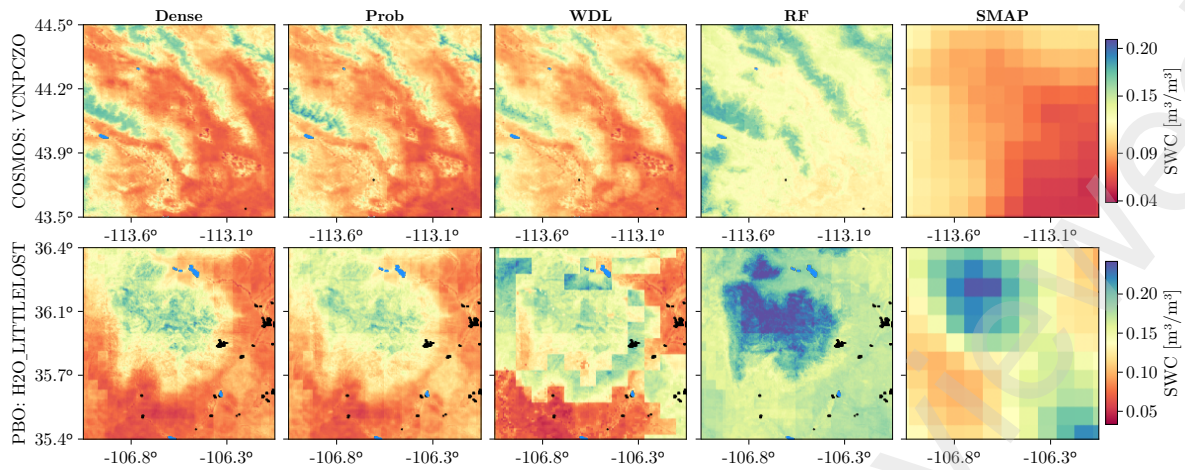 Dense Prob WDL RF SMAP
COSMOS: VCNPCZO
44.5° 44.2° 43.9° 43.5°
0.20 0.15 0.09 0.04
SWC [m³/m³]
-113.6° -113.1° -113.6° -113.1° -113.6° -113.1° -113.6° -113.1° -113.6° -113.1°
PBO: H2O_LITTLELOST
36.4° 36.1° 35.7° 35.4°
0.20 0.15 0.10 0.05
SWC [m³/m³]
-106.8° -106.3° -106.8° -106.3° -106.8° -106.3° -106.8° -106.3° -106.8° -106.3°